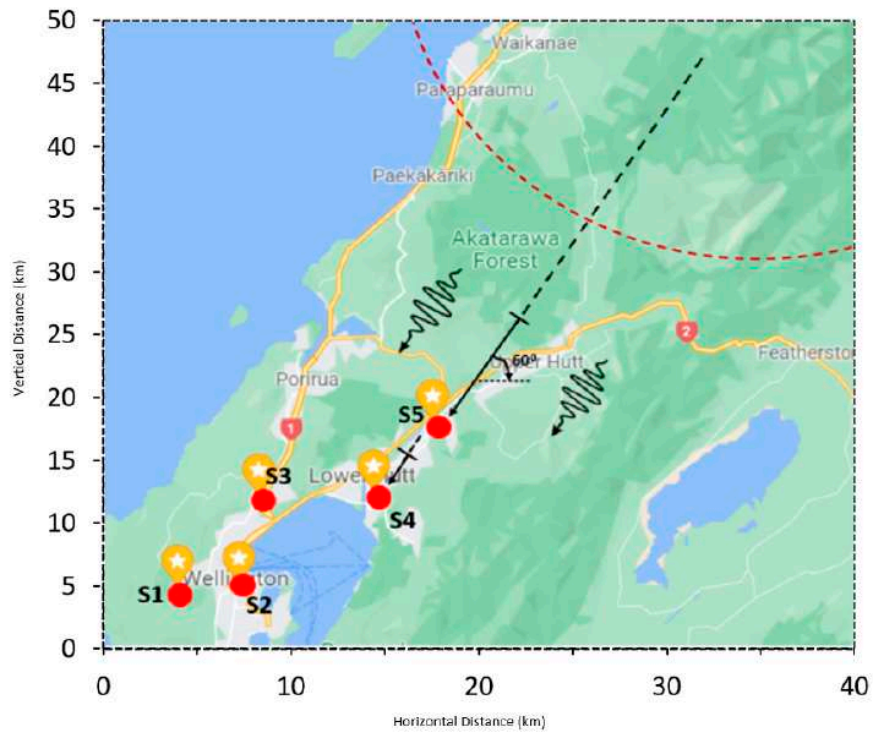 50
45
40
35
30
25
20
15
10
5
0
Vertical Distance (km)
Waikanae
Paraparaumu
Paekākāriki
Akatarawa
Forest
60⁰
Upper Hutt
2
Featherston
Porirua
S5
1
S3
Lower Hutt
S4
S1
Wellington
S2
0
10
20
30
40
Horizontal Distance (km)